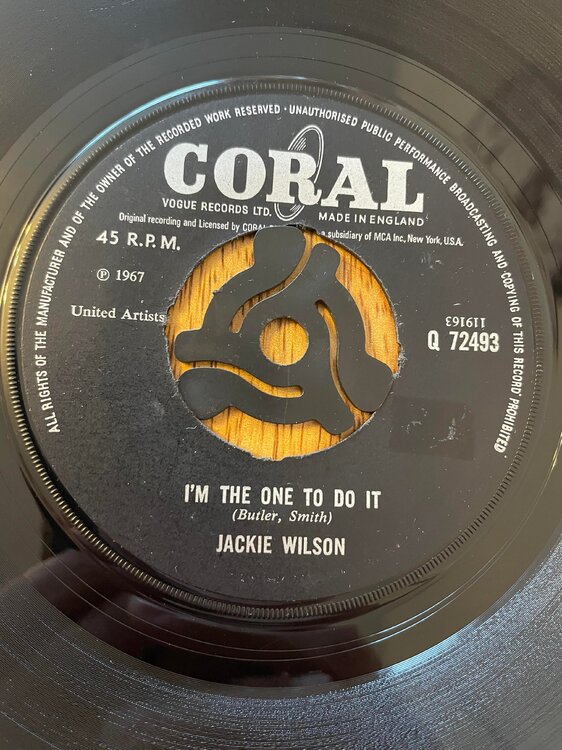 ALL RIGHTS OF THE MANUFACTURER AND OF THE OWNER OF THE RECORDED WORK RESERVED · UNAUTHORISED PUBLIC PERFORMANCE BROADCASTING AND COPYING OF THIS RECORD PROHIBITED
CORAL
VOGUE RECORDS LTD. MADE IN ENGLAND
Original recording and Licensed by CORAL a subsidiary of MCA Inc, New York, U.S.A.
45 R.P.M.
℗ 1967
United Artists
119163
Q 72493
I'M THE ONE TO DO IT
(Butler, Smith)
JACKIE WILSON